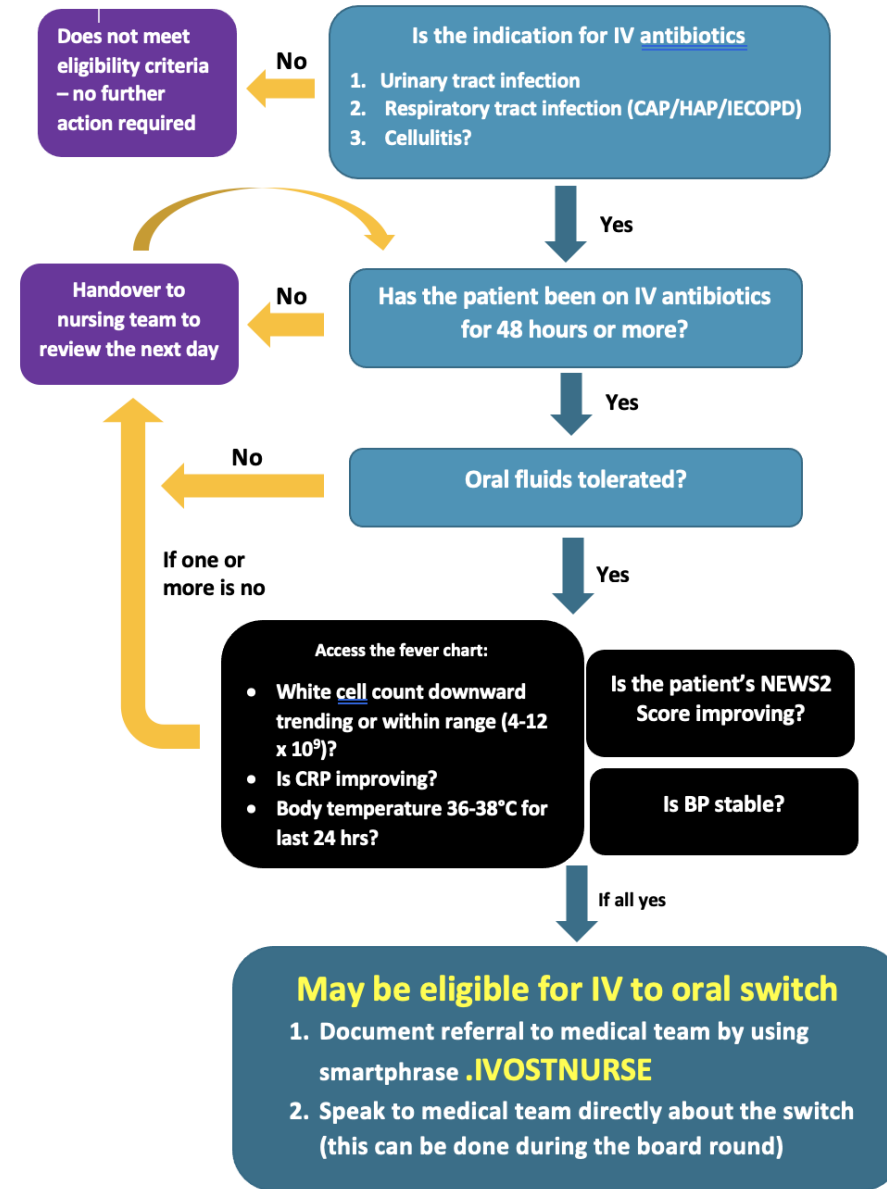 Does not meet
eligibility criteria
– no further
action required
No
Is the indication for IV antibiotics
1. Urinary tract infection
2. Respiratory tract infection (CAP/HAP/IECOPD)
3. Cellulitis?
Yes
Handover to
nursing team to
review the next day
No
Has the patient been on IV antibiotics
for 48 hours or more?
Yes
No
Oral fluids tolerated?
If one or
more is no
Yes
Access the fever chart:
• White cell count downward
trending or within range (4-12
x 10⁹)?
• Is CRP improving?
• Body temperature 36-38°C for
last 24 hrs?
Is the patient’s NEWS2
Score improving?
Is BP stable?
If all yes
May be eligible for IV to oral switch
1. Document referral to medical team by using
smartphrase .IVOSTNURSE
2. Speak to medical team directly about the switch
(this can be done during the board round)